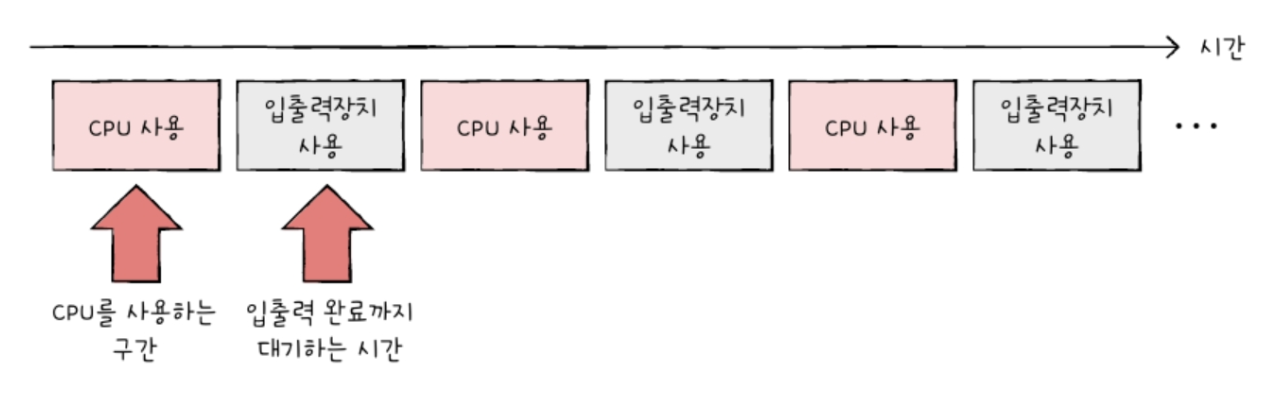 시간
CPU 사용
입출력장치
사용
CPU 사용
입출력장치
사용
CPU 사용
입출력장치
사용
...
CPU를 사용하는
구간
입출력 완료까지
대기하는 시간